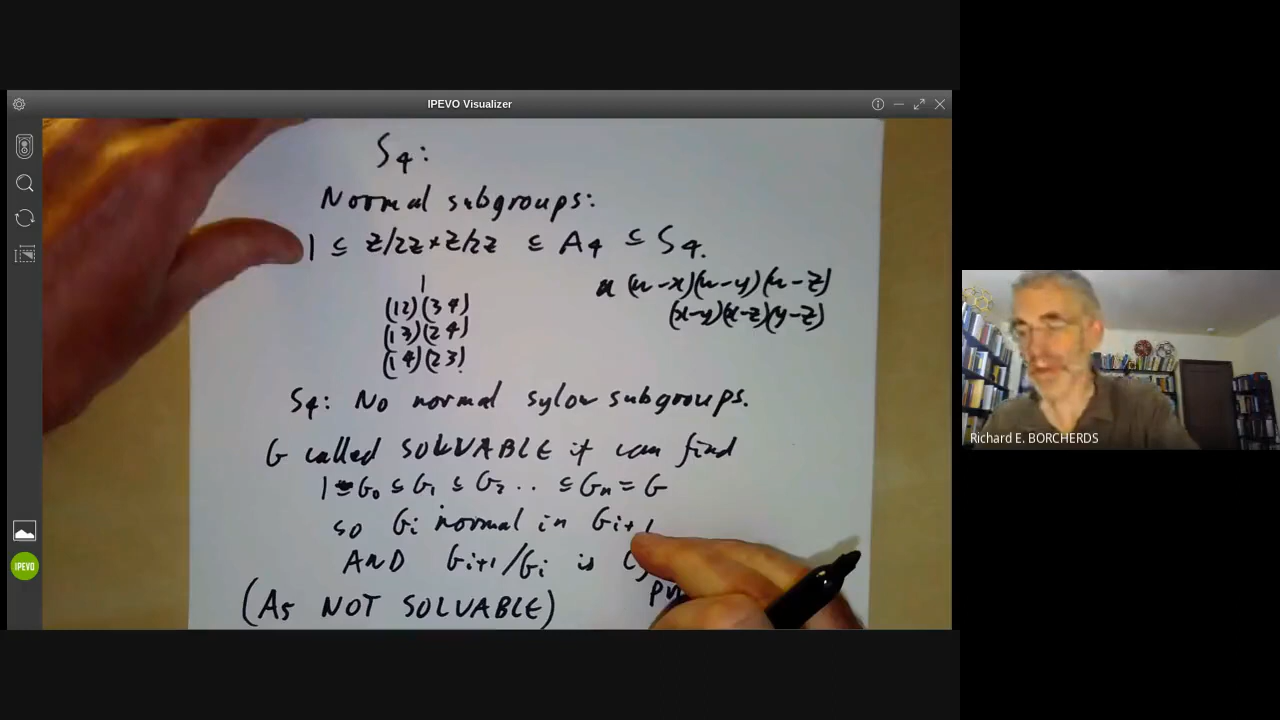 IPEVO Visualizer
S4:
Normal subgroups:
1 ≤ Z/2Z × Z/2Z ≤ A4 ≤ S4.
1
(12)(34)
(13)(24)
(14)(23)
(w-x)(w-y)(w-z)
(x-y)(x-z)(y-z)
S4: No normal sylow subgroups.
G called SOLVABLE if can find
1 = G0 ≤ G1 ≤ G2 .. ≤ Gn = G
so Gi normal in Gi+1
AND Gi+1/Gi is
(A5 NOT SOLVABLE)
Richard E. BORCHERDS
IPEVO